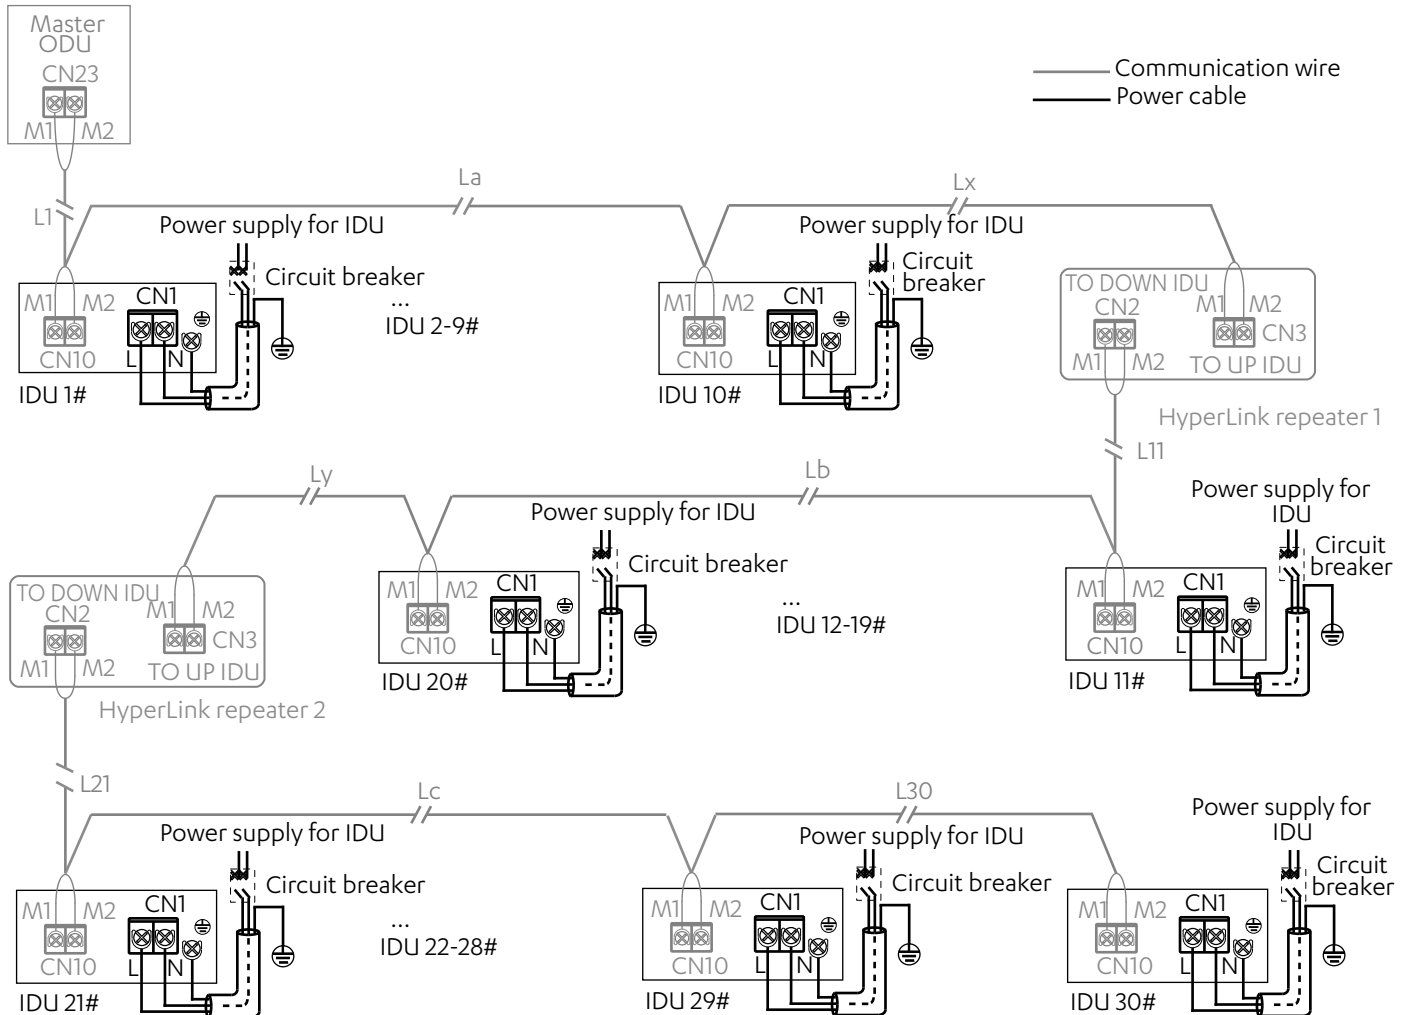 Master
ODU
CN23
M1 M2
Communication wire
Power cable
L1
La
Lx
Power supply for IDU
Circuit breaker
M1 M2
CN1
CN10
L N
IDU 1#
...
IDU 2-9#
Power supply for IDU
Circuit
breaker
M1 M2
CN1
CN10
L N
IDU 10#
TO DOWN IDU
CN2
M1 M2
M1 M2
CN3
TO UP IDU
HyperLink repeater 1
L11
Ly
Lb
Power supply for
IDU
Circuit
breaker
M1 M2
CN1
CN10
L N
IDU 11#
Power supply for IDU
Circuit breaker
M1 M2
CN1
CN10
L N
IDU 20#
...
IDU 12-19#
TO DOWN IDU
CN2
M1 M2
M1 M2
CN3
TO UP IDU
HyperLink repeater 2
L21
Lc
L30
Power supply for IDU
Circuit breaker
M1 M2
CN1
CN10
L N
IDU 21#
...
IDU 22-28#
Power supply for IDU
Circuit breaker
M1 M2
CN1
CN10
L N
IDU 29#
Power supply for
IDU
Circuit
breaker
M1 M2
CN1
CN10
L N
IDU 30#